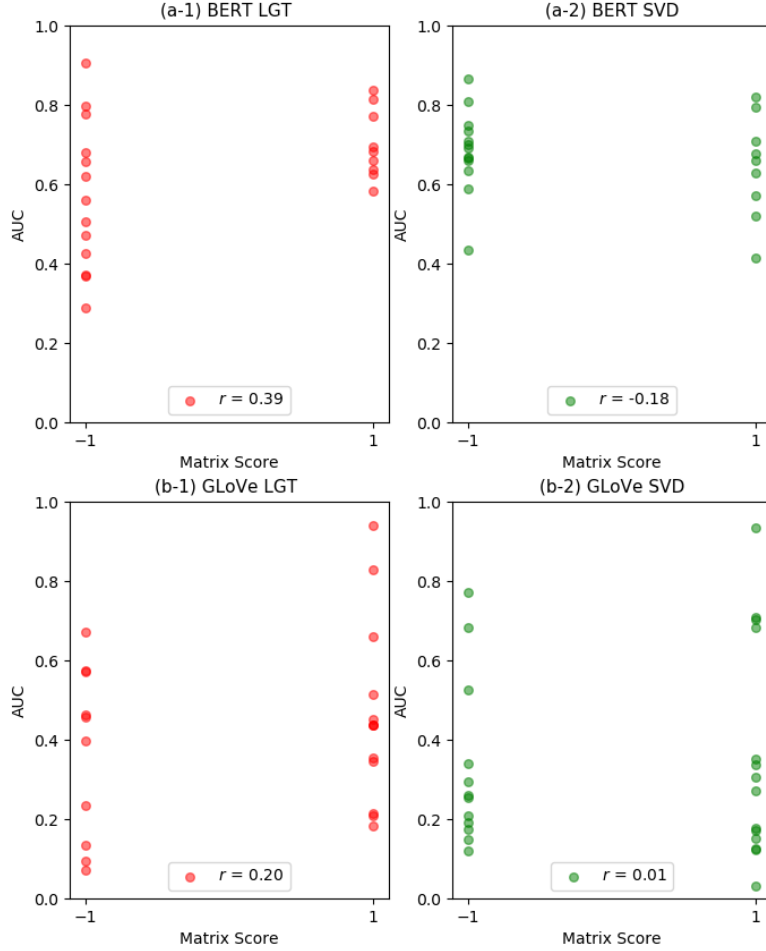 (a-1) BERT LGT
1.0
0.8
0.6
0.4
0.2
0.0
AUC
r = 0.39
−1
1
Matrix Score
(a-2) BERT SVD
1.0
0.8
0.6
0.4
0.2
0.0
AUC
r = -0.18
−1
1
Matrix Score
(b-1) GLoVe LGT
1.0
0.8
0.6
0.4
0.2
0.0
AUC
r = 0.20
−1
1
Matrix Score
(b-2) GLoVe SVD
1.0
0.8
0.6
0.4
0.2
0.0
AUC
r = 0.01
−1
1
Matrix Score